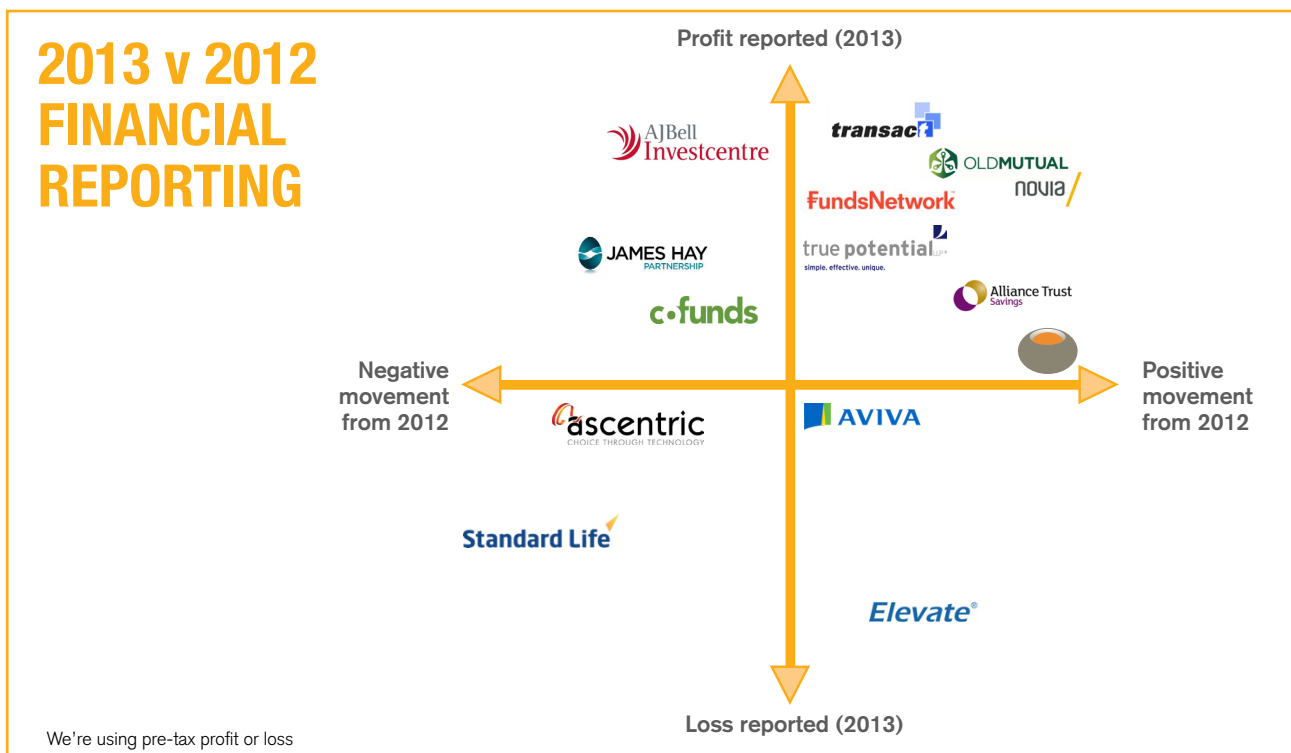 2013 v 2012
FINANCIAL
REPORTING
Profit reported (2013)
AJBell
Investcentre
transact
OLDMUTUAL
novia
FundsNetwork™
true potential LLP®
simple. effective. unique.
JAMES HAY
PARTNERSHIP
Alliance Trust
Savings
c•funds
Negative
movement
from 2012
Positive
movement
from 2012
ascentric
CHOICE THROUGH TECHNOLOGY
AVIVA
Standard Life
Elevate®
Loss reported (2013)
We're using pre-tax profit or loss